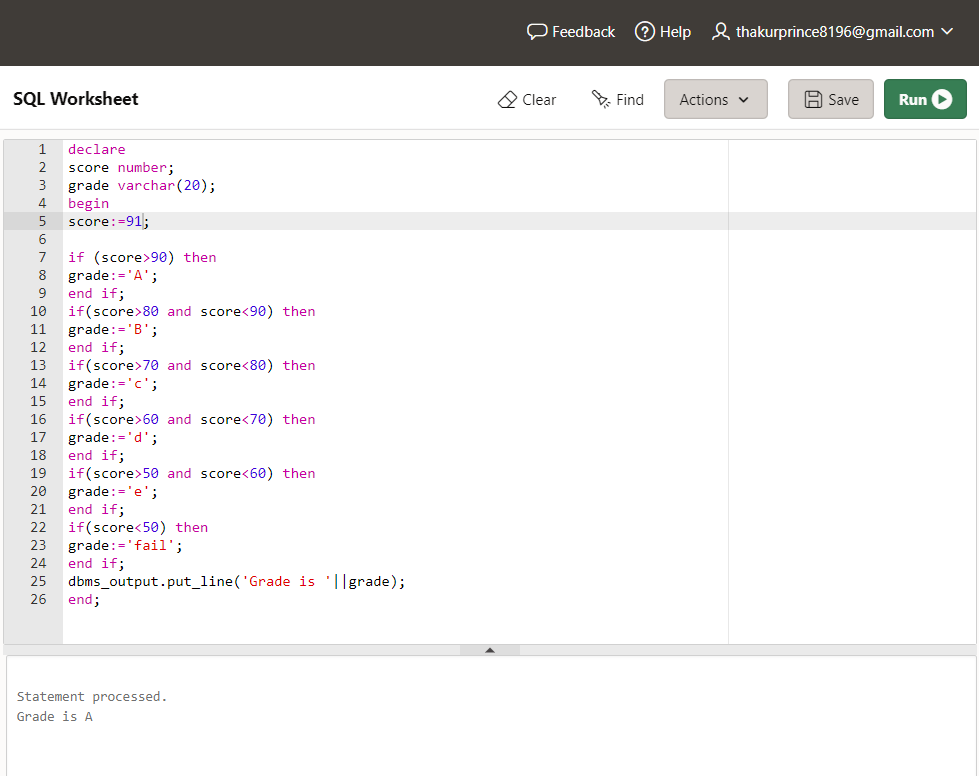 Feedback Help thakurprince8196@gmail.com
SQL Worksheet Clear Find Actions Save Run
1 declare
2 score number;
3 grade varchar(20);
4 begin
5 score:=91;
6
7 if (score>90) then
8 grade:='A';
9 end if;
10 if(score>80 and score<90) then
11 grade:='B';
12 end if;
13 if(score>70 and score<80) then
14 grade:='c';
15 end if;
16 if(score>60 and score<70) then
17 grade:='d';
18 end if;
19 if(score>50 and score<60) then
20 grade:='e';
21 end if;
22 if(score<50) then
23 grade:='fail';
24 end if;
25 dbms_output.put_line('Grade is '||grade);
26 end;
Statement processed.
Grade is A